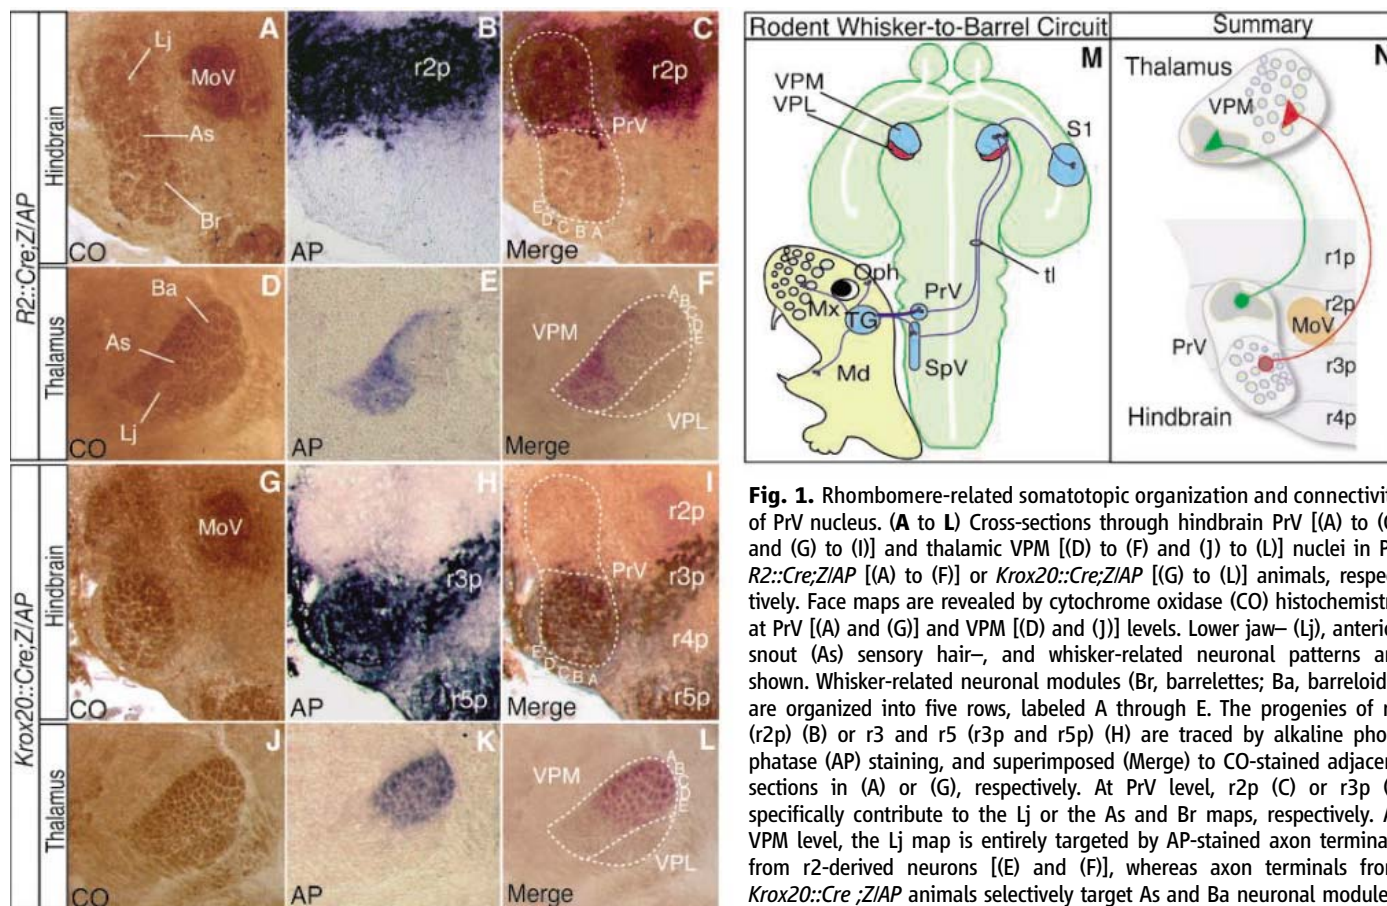 R2::Cre;Z/AP
Hindbrain
Lj
A
MoV
As
Br
CO
B
r2p
AP
C
r2p
PrV
E D C B A
Merge
Thalamus
D
Ba
As
Lj
CO
E
AP
F
VPM
VPL
Merge
Krox20::Cre;Z/AP
Hindbrain
G
MoV
CO
H
r3p
r5p
AP
I
r2p
PrV
r3p
r4p
E D C B A
r5p
Merge
Thalamus
J
CO
K
AP
L
VPM
VPL
Merge
Rodent Whisker-to-Barrel Circuit
M
VPM
VPL
S1
tl
Oph
Mx
TG
PrV
SpV
Md
Summary
N
Thalamus
VPM
r1p
r2p
MoV
PrV
r3p
Hindbrain
r4p
Fig. 1. Rhombomere-related somatotopic organization and connectivit
of PrV nucleus. (A to L) Cross-sections through hindbrain PrV [(A) to (
and (G) to (I)] and thalamic VPM [(D) to (F) and (J) to (L)] nuclei in P
R2::Cre;Z/AP [(A) to (F)] or Krox20::Cre;Z/AP [(G) to (L)] animals, respe
tively. Face maps are revealed by cytochrome oxidase (CO) histochemistr
at PrV [(A) and (G)] and VPM [(D) and (J)] levels. Lower jaw– (Lj), anteri
snout (As) sensory hair–, and whisker-related neuronal patterns ar
shown. Whisker-related neuronal modules (Br, barrelettes; Ba, barreloid
are organized into five rows, labeled A through E. The progenies of r
(r2p) (B) or r3 and r5 (r3p and r5p) (H) are traced by alkaline phos
phatase (AP) staining, and superimposed (Merge) to CO-stained adjacen
sections in (A) or (G), respectively. At PrV level, r2p (C) or r3p (
specifically contribute to the Lj or the As and Br maps, respectively. A
VPM level, the Lj map is entirely targeted by AP-stained axon termina
from r2-derived neurons [(E) and (F)], whereas axon terminals fro
Krox20::Cre ;Z/AP animals selectively target As and Ba neuronal module